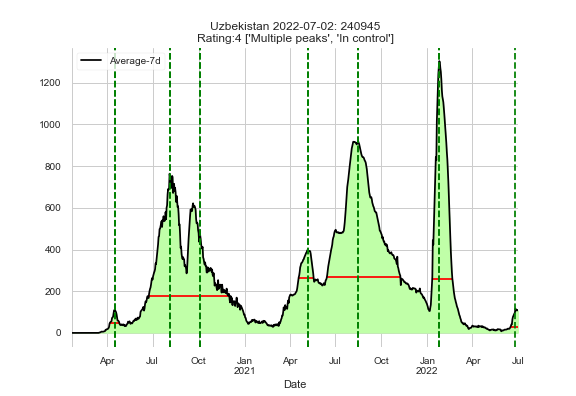 Uzbekistan 2022-07-02: 240945
Rating:4 ['Multiple peaks', 'In control']
Average-7d
1200
1000
800
600
400
200
0
Apr Jul Oct Jan Apr Jul Oct Jan Apr Jul
2021 2022
Date